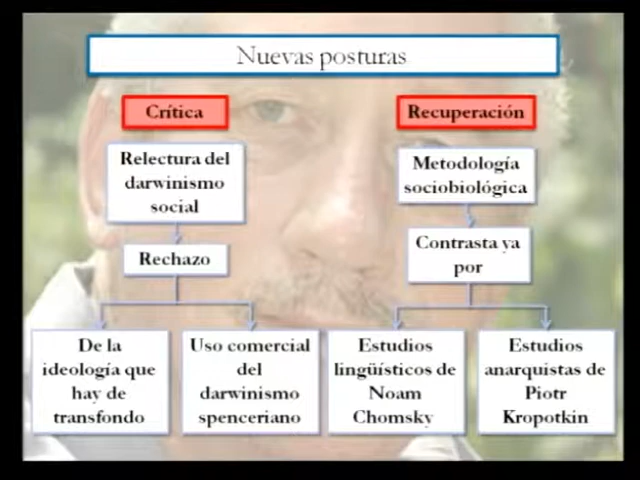 Nuevas posturas
Crítica
Recuperación
Relectura del
darwinismo
social
Metodología
sociobiológica
Rechazo
Contrasta ya
por
De la
ideología que
hay de
transfondo
Uso comercial
del
darwinismo
spenceriano
Estudios
lingüísticos de
Noam
Chomsky
Estudios
anarquistas de
Piotr
Kropotkin